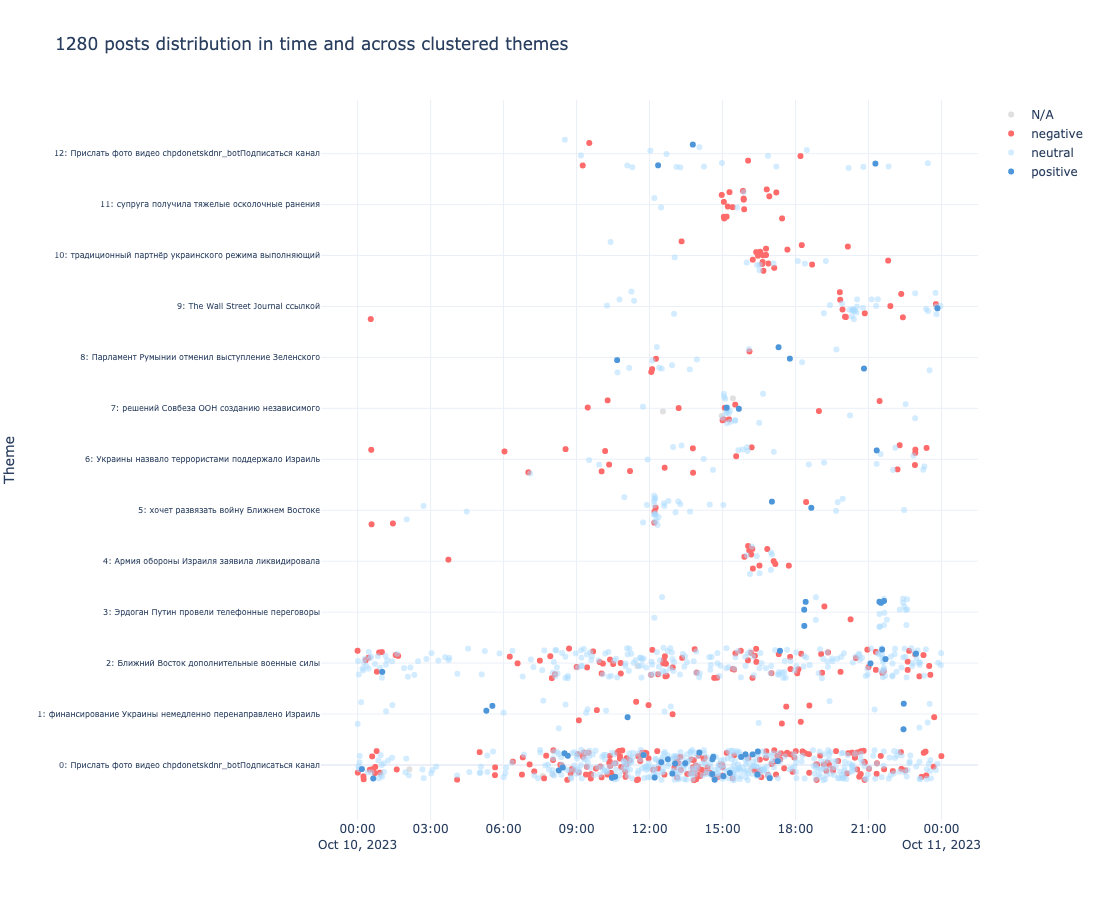 1280 posts distribution in time and across clustered themes
N/A
negative
neutral
positive
Theme
12: Прислать фото видео chpdonetskdnr_botПодписаться канал
11: супруга получила тяжелые осколочные ранения
10: традиционный партнёр украинского режима выполняющий
9: The Wall Street Journal ссылкой
8: Парламент Румынии отменил выступление Зеленского
7: решений Совбеза ООН созданию независимого
6: Украины назвало террористами поддержало Израиль
5: хочет развязать войну Ближнем Востоке
4: Армия обороны Израиля заявила ликвидировала
3: Эрдоган Путин провели телефонные переговоры
2: Ближний Восток дополнительные военные силы
1: финансирование Украины немедленно перенаправлено Израиль
0: Прислать фото видео chpdonetskdnr_botПодписаться канал
00:00 03:00 06:00 09:00 12:00 15:00 18:00 21:00 00:00
Oct 10, 2023 Oct 11, 2023